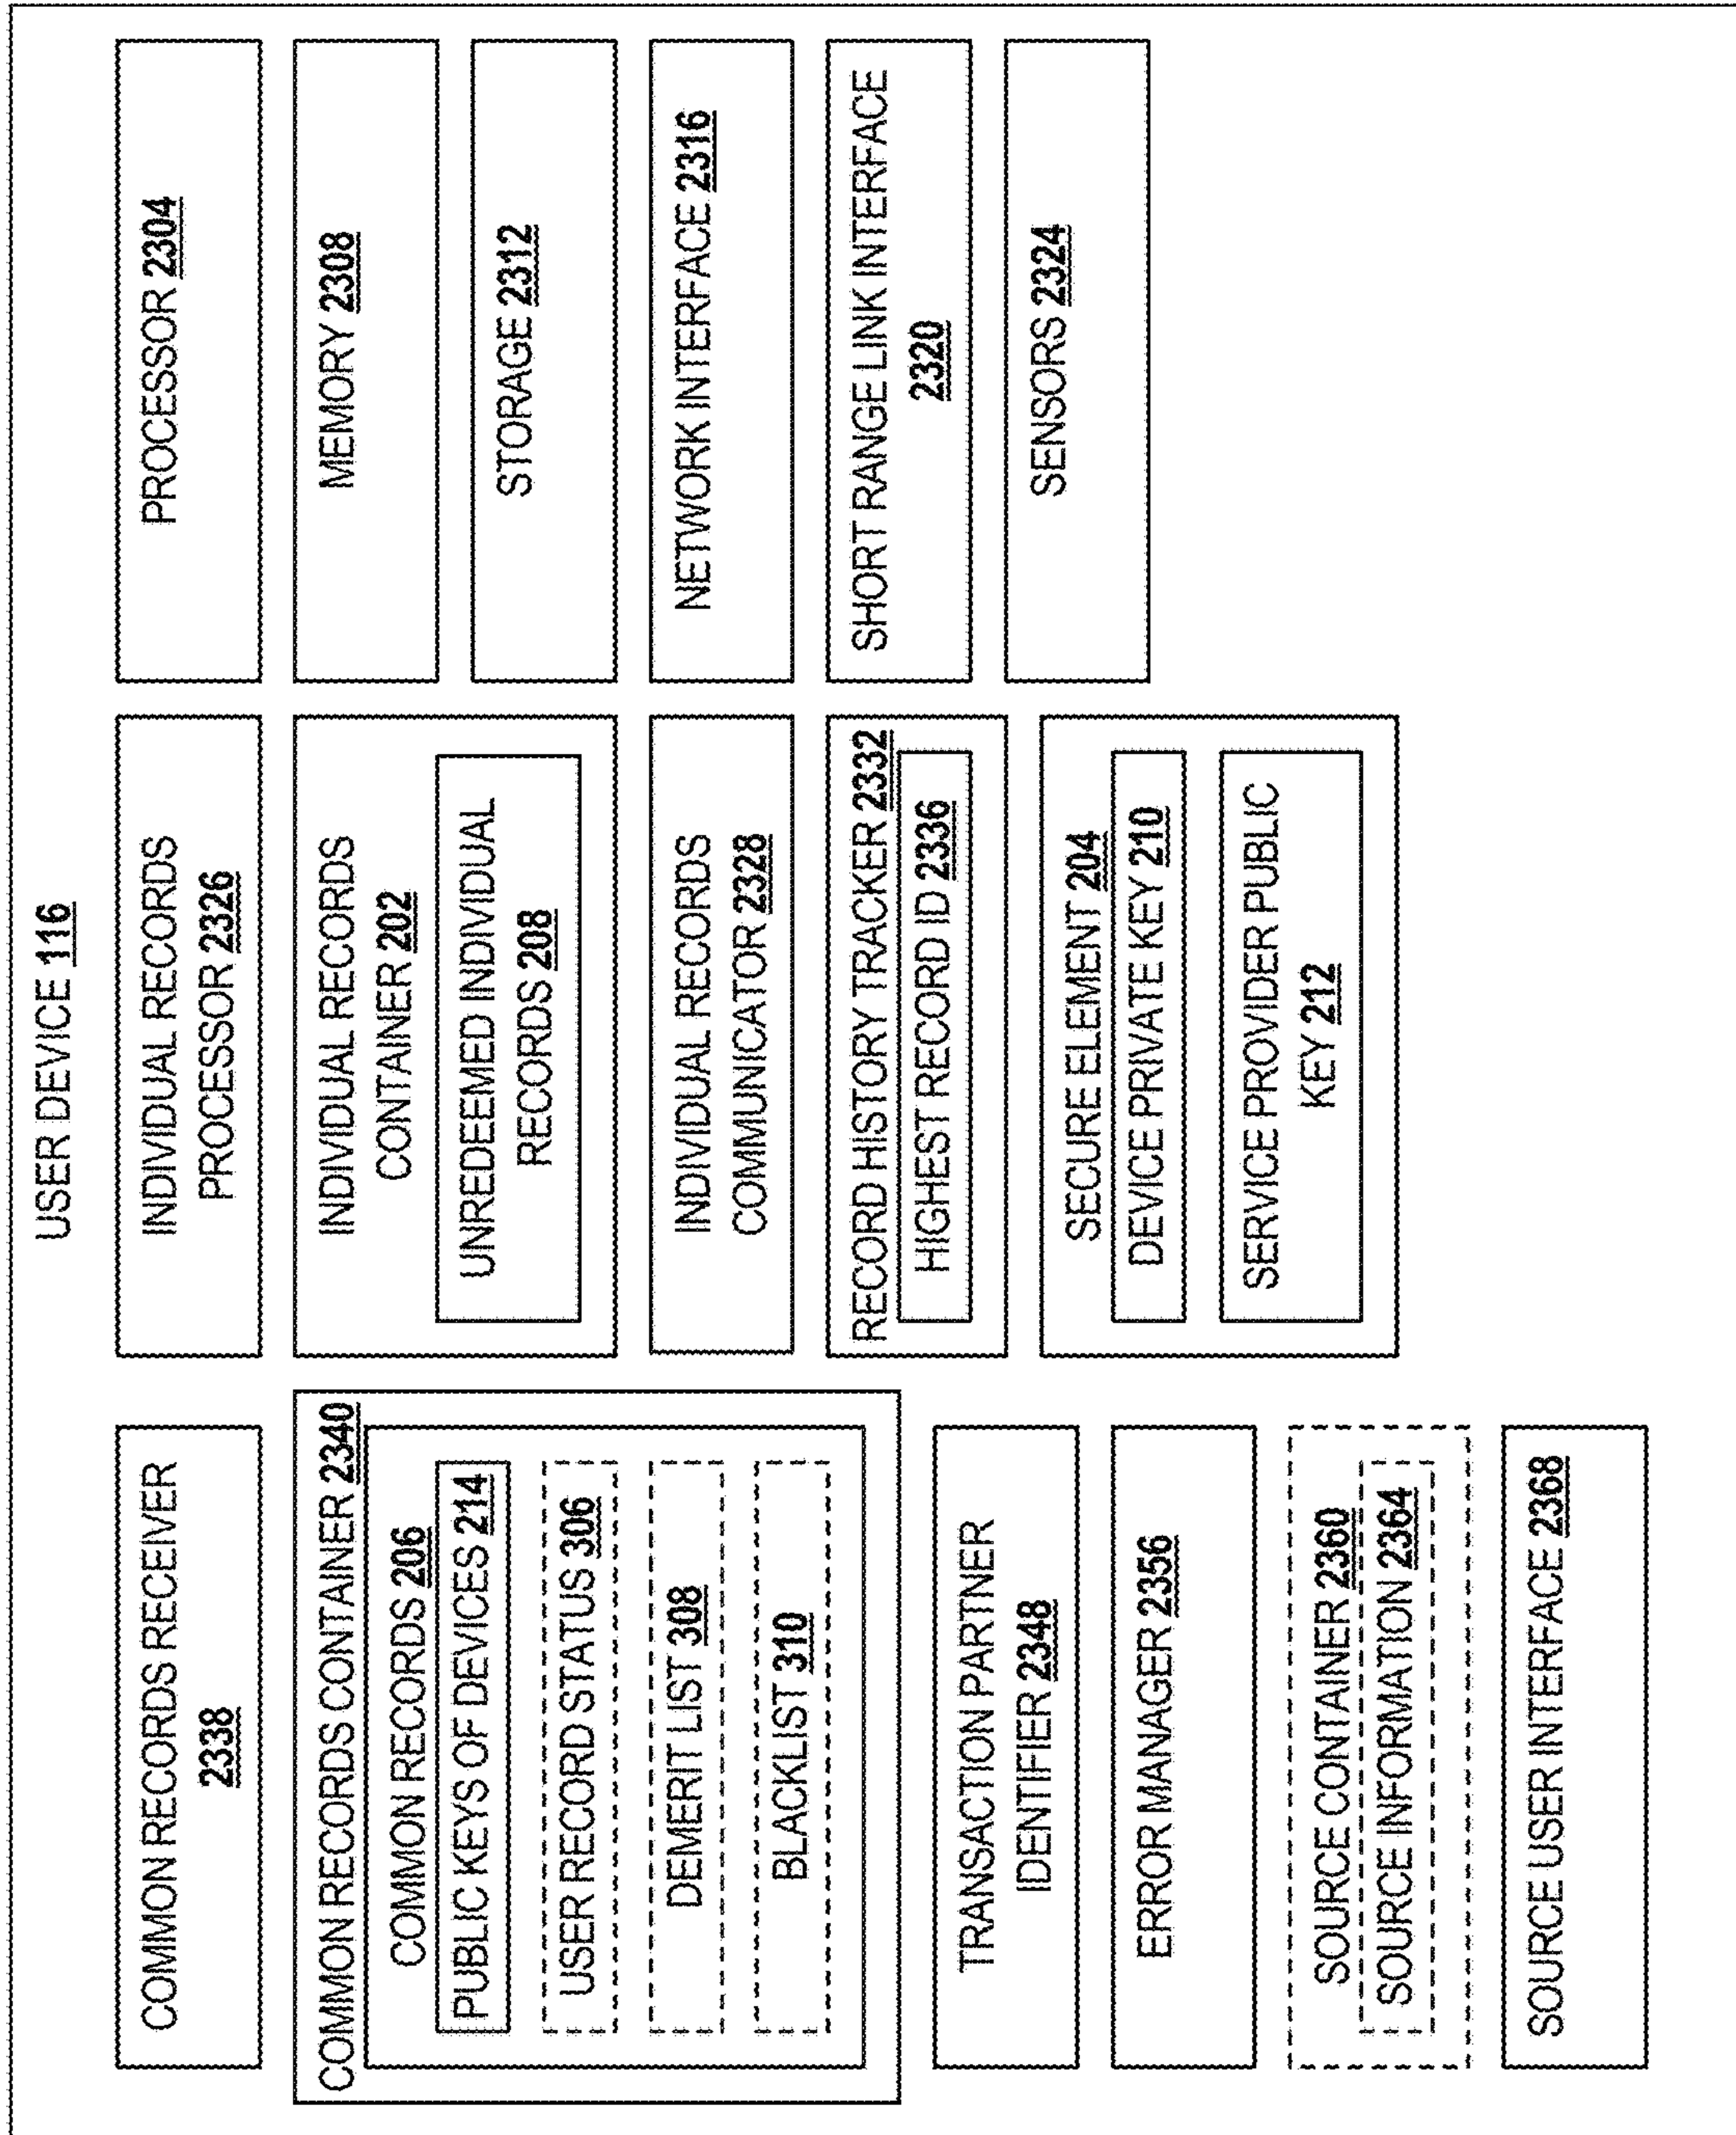 USER DEVICE 116
COMMON RECORDS RECEIVER
2338
COMMON RECORDS CONTAINER 2340
COMMON RECORDS 206
PUBLIC KEYS OF DEVICES 214
USER RECORD STATUS 306
DEMERIT LIST 308
BLACKLIST 310
TRANSACTION PARTNER
IDENTIFIER 2348
ERROR MANAGER 2356
SOURCE CONTAINER 2360
SOURCE INFORMATION 2364
SOURCE USER INTERFACE 2368
INDIVIDUAL RECORDS
PROCESSOR 2326
INDIVIDUAL RECORDS
CONTAINER 202
UNREDEEMED INDIVIDUAL
RECORDS 208
INDIVIDUAL RECORDS
COMMUNICATOR 2328
RECORD HISTORY TRACKER 2332
HIGHEST RECORD ID 2336
SECURE ELEMENT 204
DEVICE PRIVATE KEY 210
SERVICE PROVIDER PUBLIC
KEY 212
PROCESSOR 2304
MEMORY 2308
STORAGE 2312
NETWORK INTERFACE 2316
SHORT RANGE LINK INTERFACE
2320
SENSORS 2324